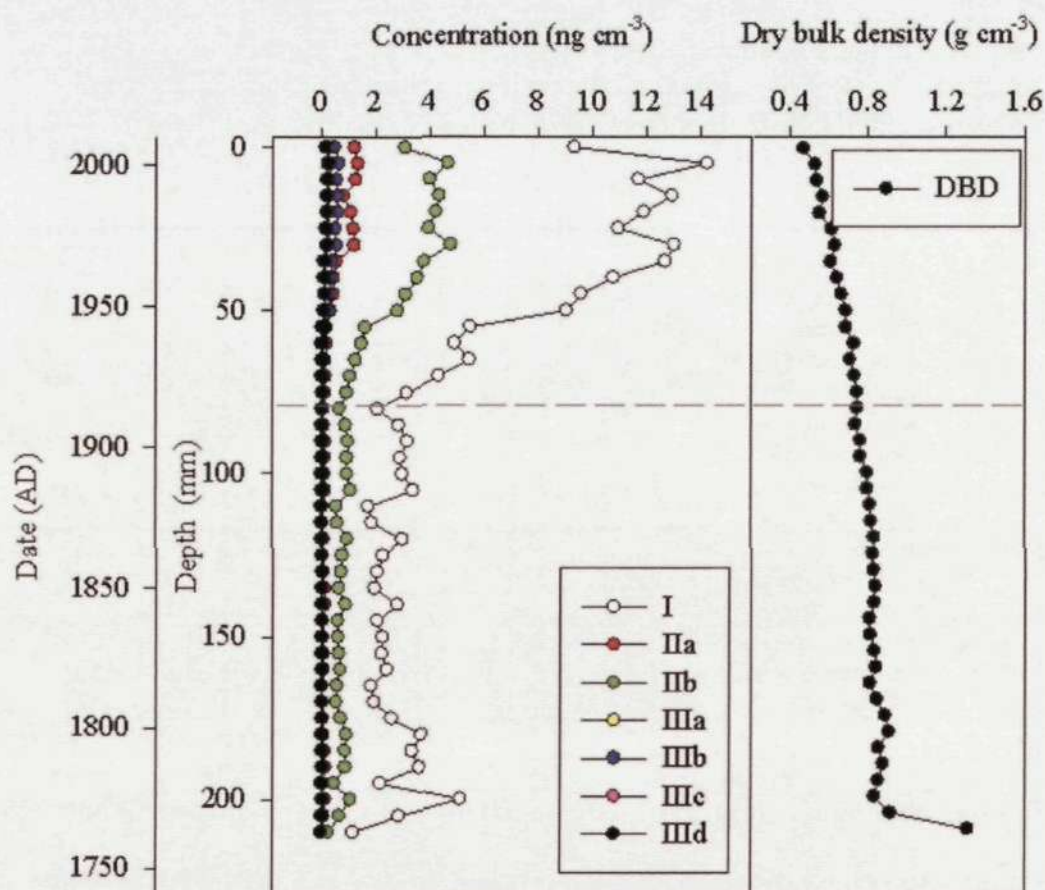 Concentration (ng cm⁻³) Dry bulk density (g cm⁻³)
0 2 4 6 8 10 12 14 0.4 0.8 1.2 1.6
Date (AD)
2000
1950
1900
1850
1800
1750
Depth (mm)
0
50
100
150
200
DBD
I
IIa
IIb
IIIa
IIIb
IIIc
IIId